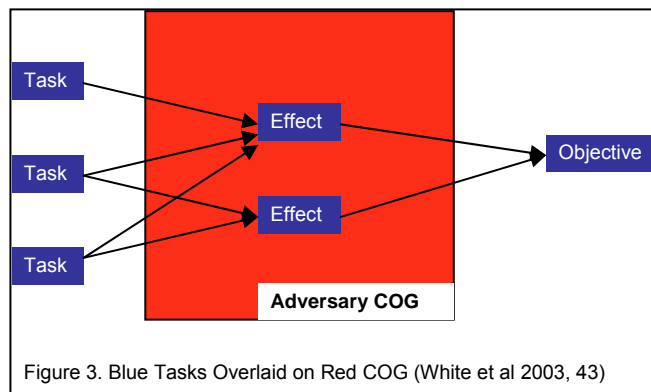 Task
Effect
Task
Objective
Effect
Task
Adversary COG
Figure 3. Blue Tasks Overlaid on Red COG (White et al 2003, 43)